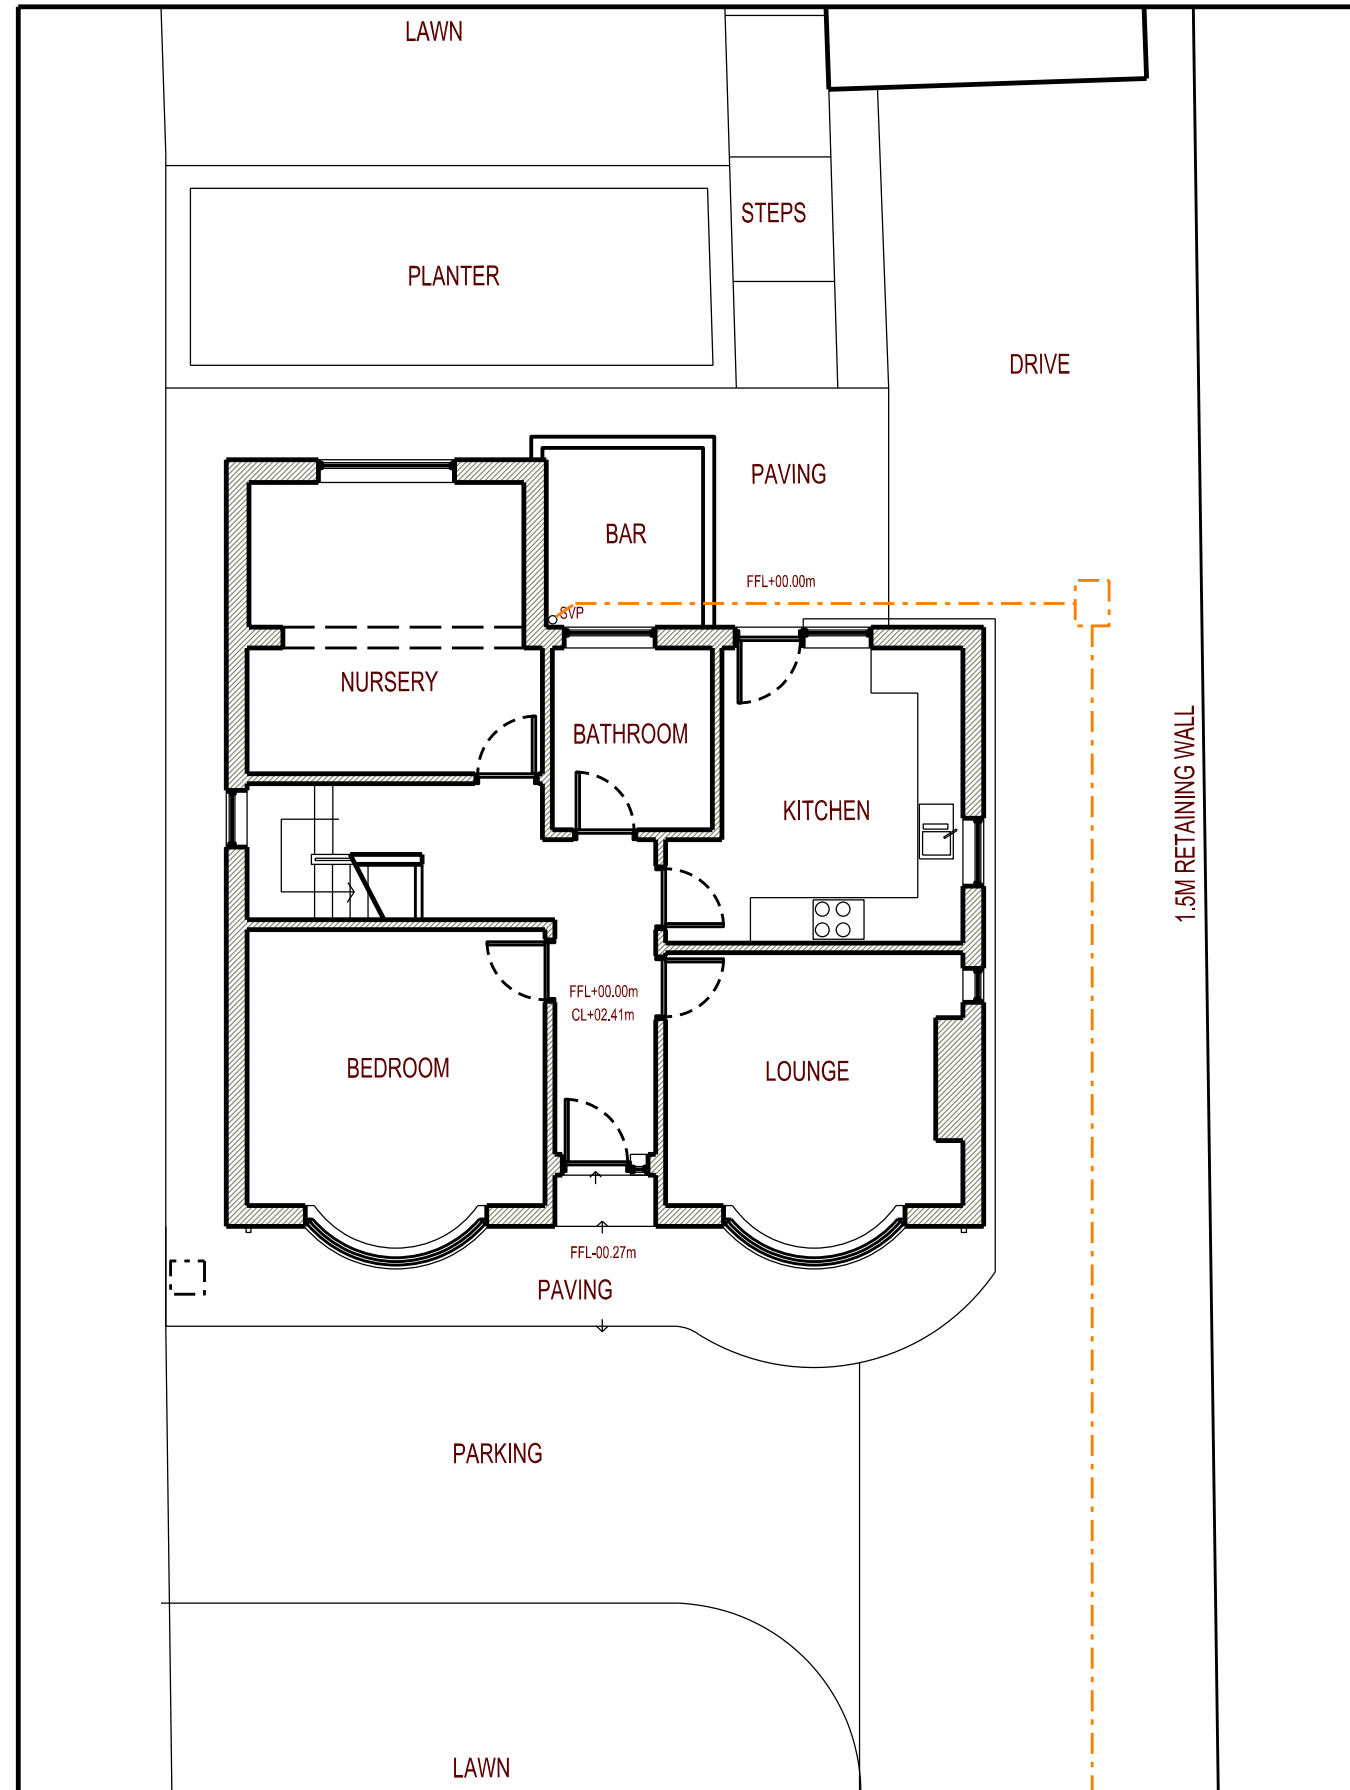 LAWN
STEPS
PLANTER
DRIVE
PAVING
BAR
FFL+00.00m
SVP
NURSERY
BATHROOM
KITCHEN
1.5M RETAINING WALL
FFL+00.00m
CL+02.41m
BEDROOM
LOUNGE
FFL-00.27m
PAVING
PARKING
LAWN